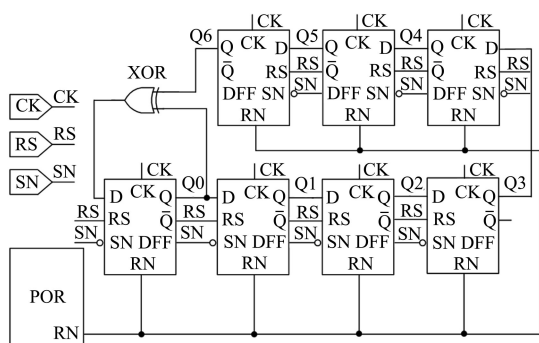 CK CK CK
Q6 Q Q5 Q Q4 Q
CK D CK D CK D
XOR
Q̅ RS RS Q̅ RS RS Q̅ RS RS
DFF SN SN DFF SN SN DFF SN SN
RN RN RN
CK CK
RS RS
SN SN
CK CK CK CK
D CK Q Q0 D CK Q Q1 D CK Q Q2 D CK Q Q3
RS RS Q̅ RS RS Q̅ RS RS Q̅ RS RS Q̅
SN SN DFF SN SN DFF SN SN DFF SN SN DFF
RN RN RN RN
POR
RN